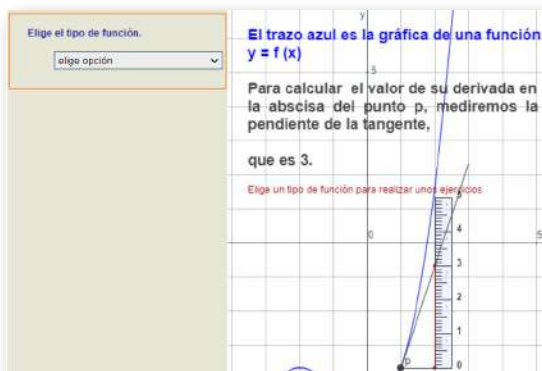 Elige el tipo de función.
elige opción
y
El trazo azul es la gráfica de una función
y = f (x)
5
Para calcular el valor de su derivada en
la abscisa del punto p, mediremos la
pendiente de la tangente,
que es 3.
Elige un tipo de función para realizar unos ejercicios.
5
0
4
5
3
2
1
p
0